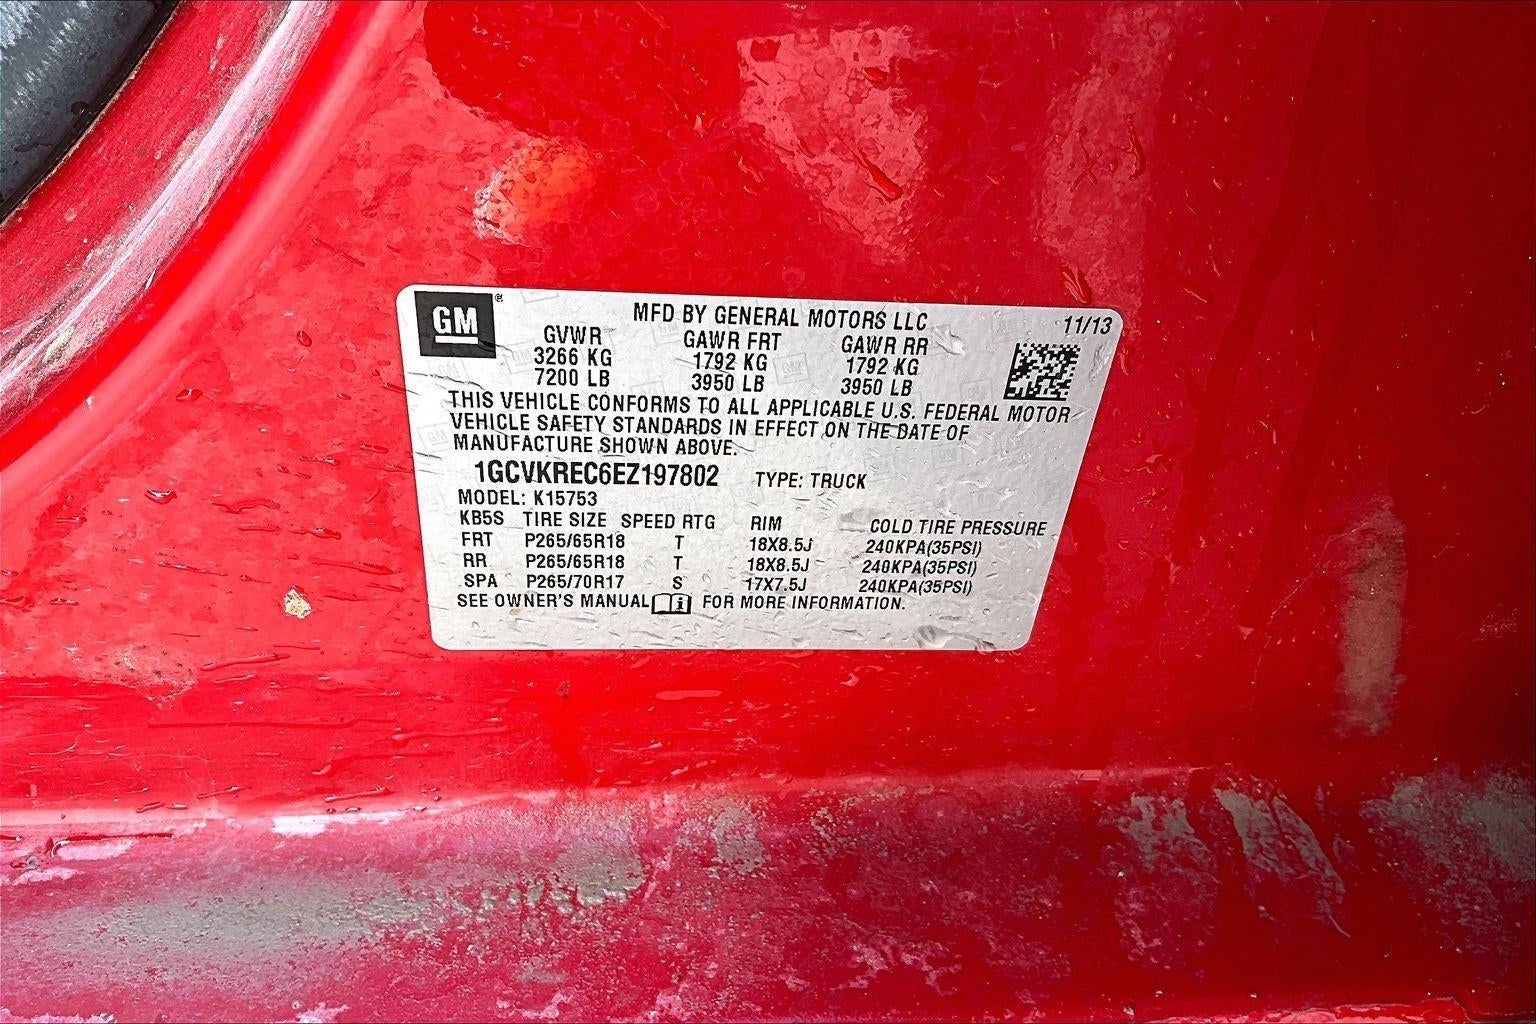 GM®
MFD BY GENERAL MOTORS LLC 11/13
GVWR GAWR FRT GAWR RR
3266 KG 1792 KG 1792 KG
7200 LB 3950 LB 3950 LB
THIS VEHICLE CONFORMS TO ALL APPLICABLE U.S. FEDERAL MOTOR
VEHICLE SAFETY STANDARDS IN EFFECT ON THE DATE OF
MANUFACTURE SHOWN ABOVE.
1GCVKREC6EZ197802 TYPE: TRUCK
MODEL: K15753
KB5S TIRE SIZE SPEED RTG RIM COLD TIRE PRESSURE
FRT P265/65R18 T 18X8.5J 240KPA(35PSI)
RR P265/65R18 T 18X8.5J 240KPA(35PSI)
SPA P265/70R17 S 17X7.5J 240KPA(35PSI)
SEE OWNER'S MANUAL i FOR MORE INFORMATION.